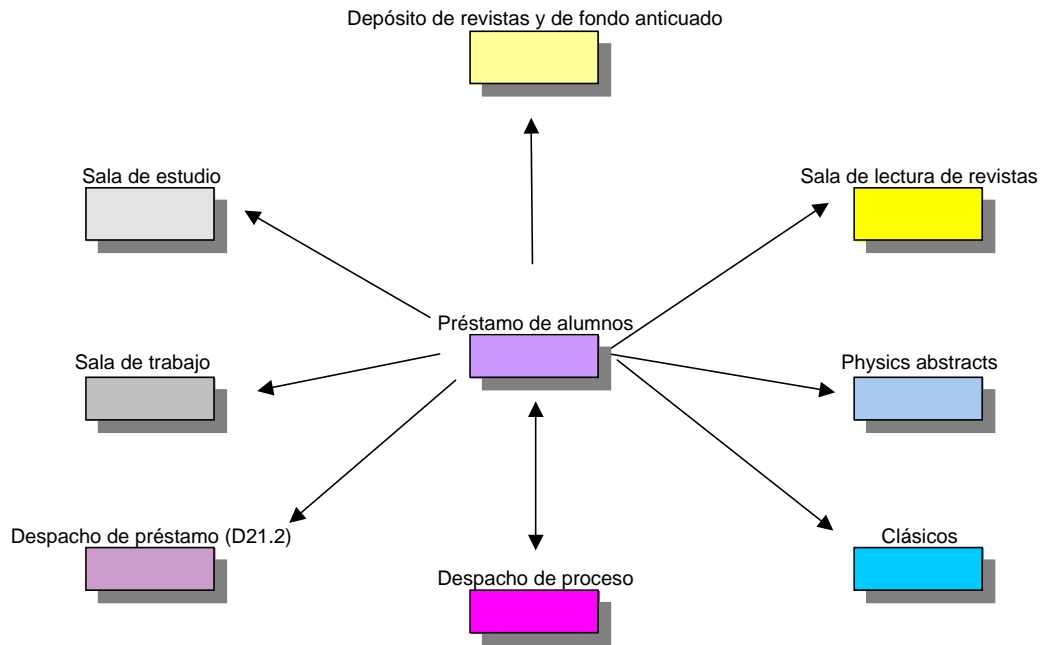 Depósito de revistas y de fondo anticuado
Sala de estudio
Sala de lectura de revistas
Préstamo de alumnos
Sala de trabajo
Physics abstracts
Despacho de préstamo (D21.2)
Clásicos
Despacho de proceso